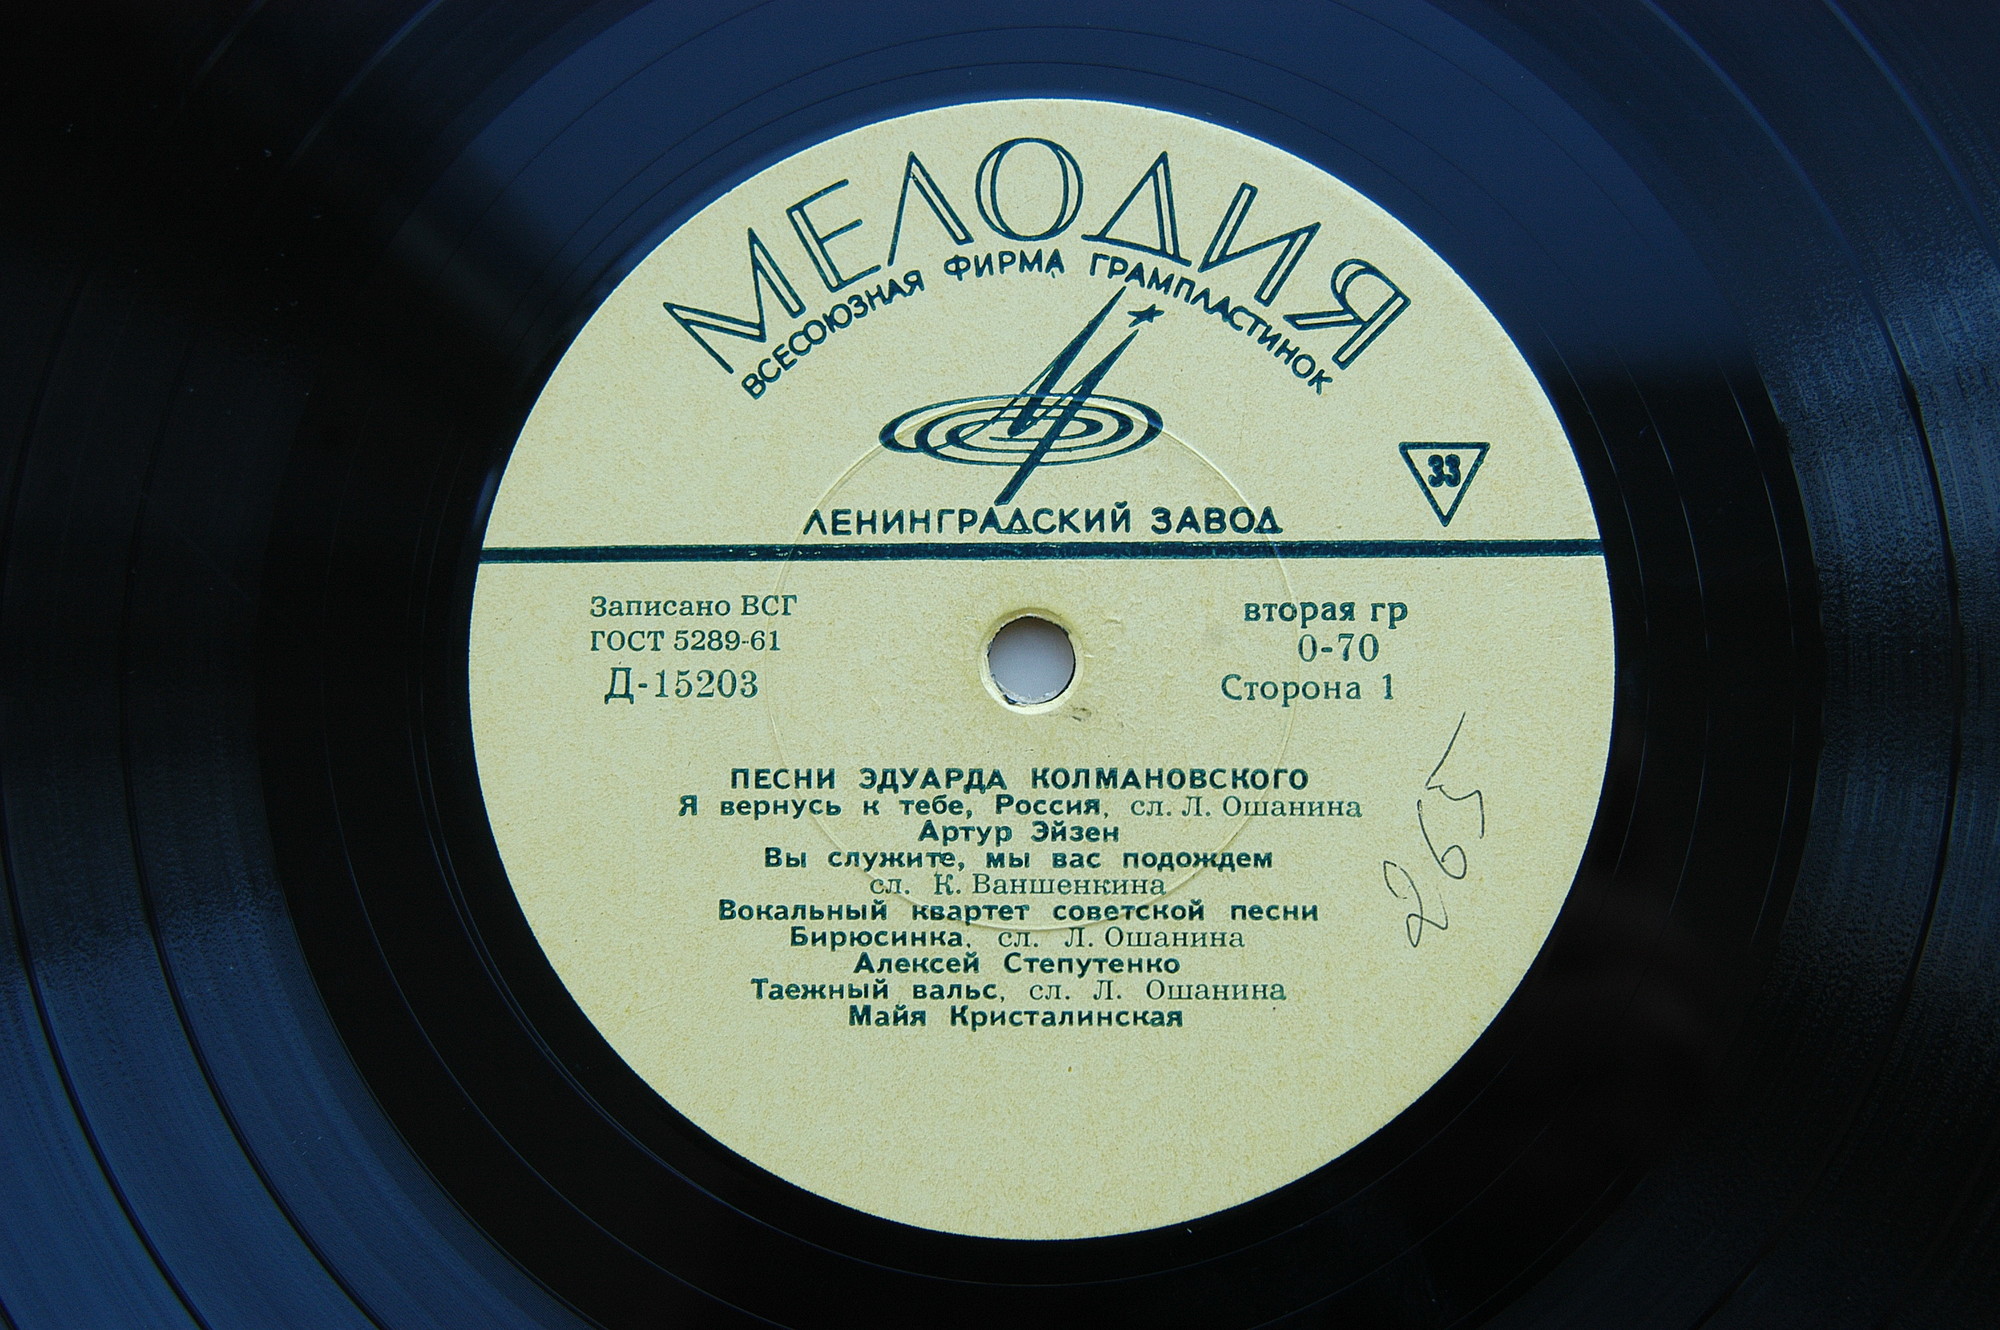 МЕЛОДИЯ
ВСЕСОЮЗНАЯ ФИРМА ГРАМПЛАСТИНОК
33
ЛЕНИНГРАДСКИЙ ЗАВОД
Записано ВСГ
ГОСТ 5289-61
Д-15203
вторая гр
0-70
Сторона 1
ПЕСНИ ЭДУАРДА КОЛМАНОВСКОГО
Я вернусь к тебе, Россия, сл. Л. Ошанина
Артур Эйзен
Вы служите, мы вас подождем
сл. К. Ваншенкина
Вокальный квартет советской песни
Бирюсинка, сл. Л. Ошанина
Алексей Степутенко
Таежный вальс, сл. Л. Ошанина
Майя Кристалинская
265